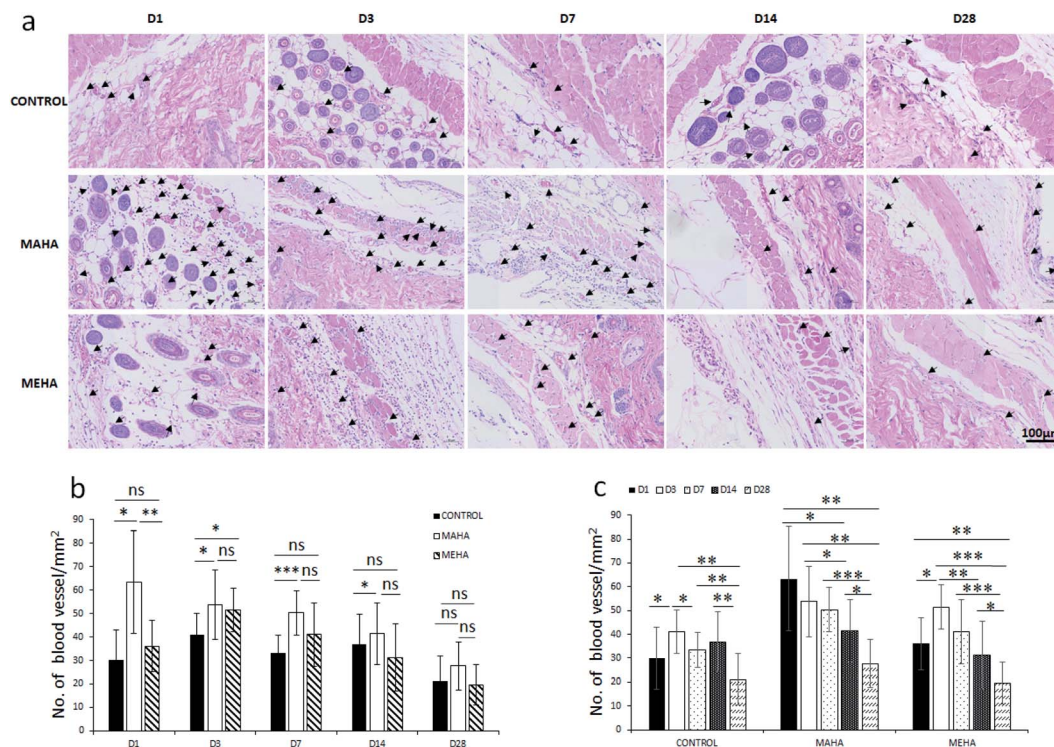 a
D1 D3 D7 D14 D28
CONTROL
MAHA
MEHA
100μm
b
ns
* **
*
* ns
ns
*** ns
ns
* ns
ns
ns ns
CONTROL
MAHA
MEHA
No. of blood vessel/mm²
90
80
70
60
50
40
30
20
10
0
D1 D3 D7 D14 D28
c
D1 D3 D7 D14 D28
**
**
* * **
**
*
**
*
***
*
**
***
* **
***
*
No. of blood vessel/mm²
90
80
70
60
50
40
30
20
10
0
CONTROL MAHA MEHA